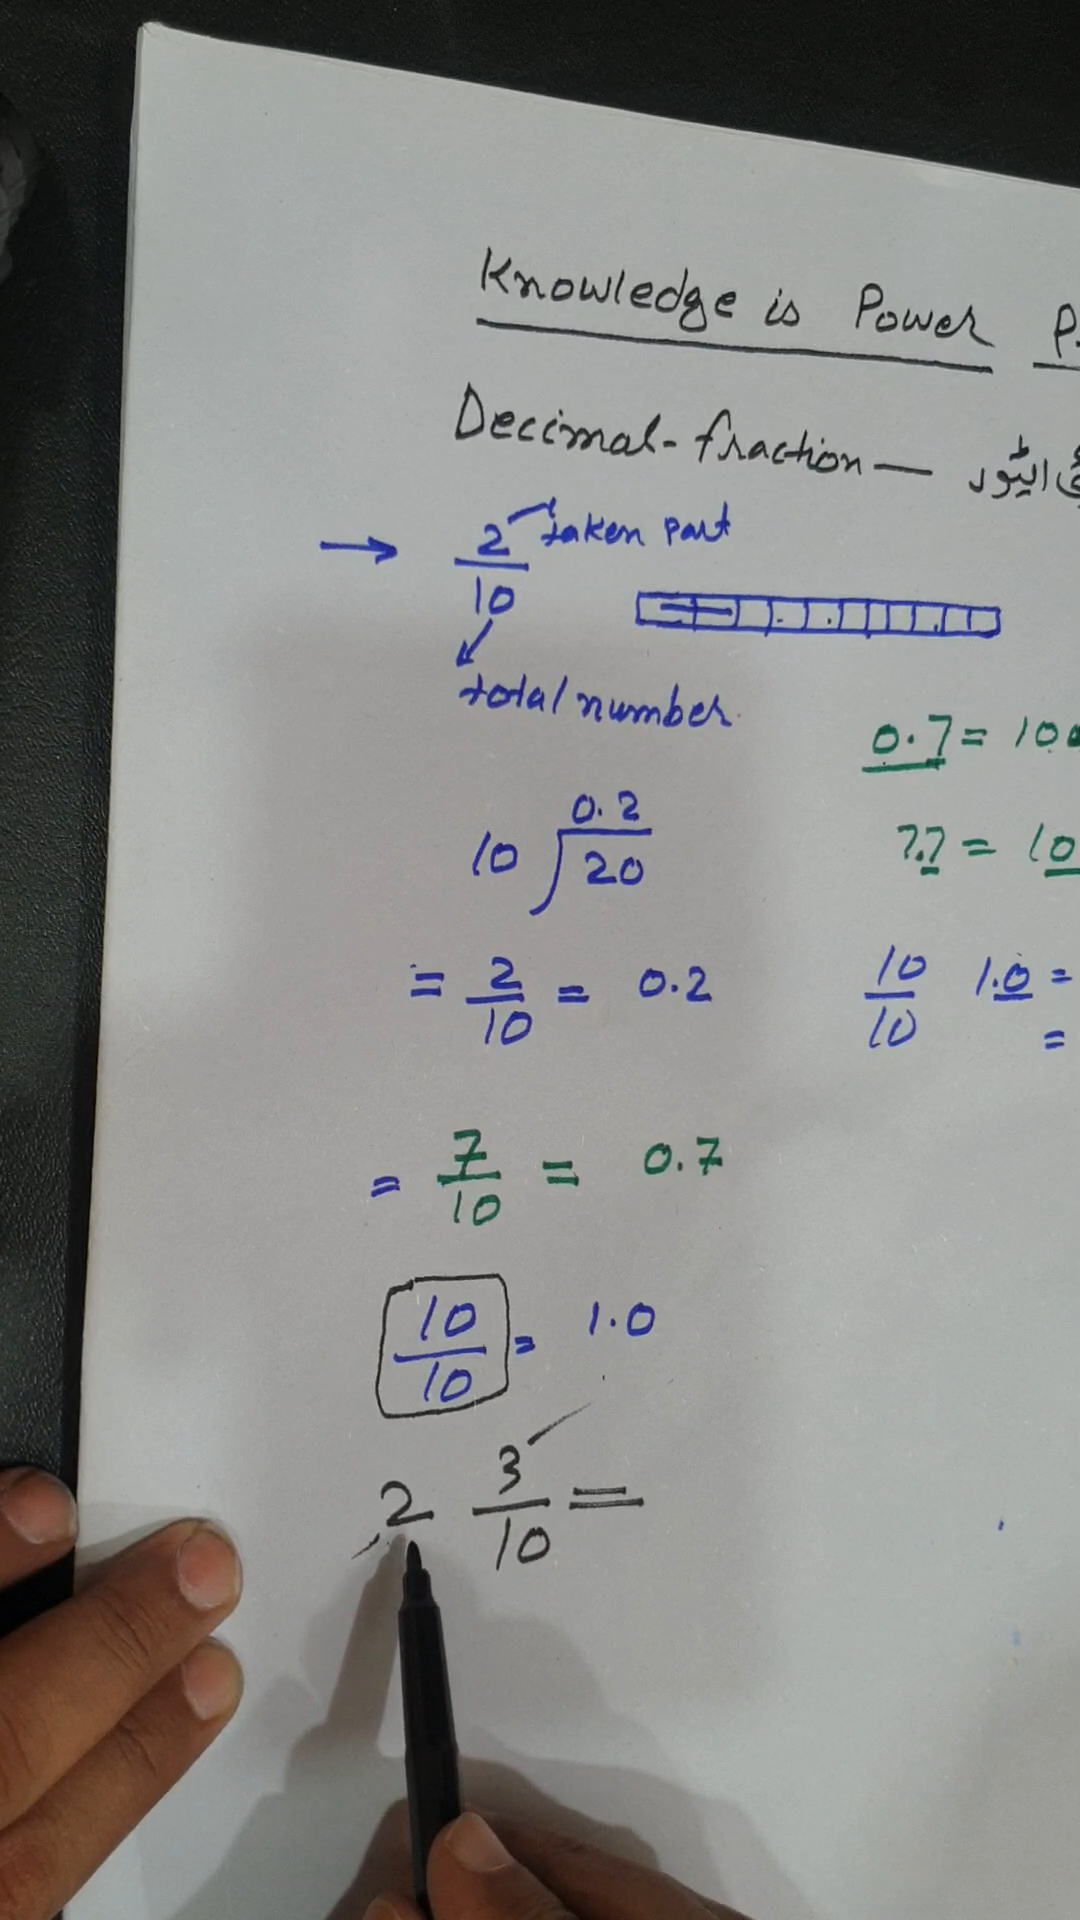 Knowledge is Power
Decimal-fraction —
→ 2/10 taken part
total number
0.7 = 10
0.2
10 ) 20
7.7 = 10
= 2/10 = 0.2
10/10 1.0 =
=
= 7/10 = 0.7
10/10 = 1.0
2 3/10 =